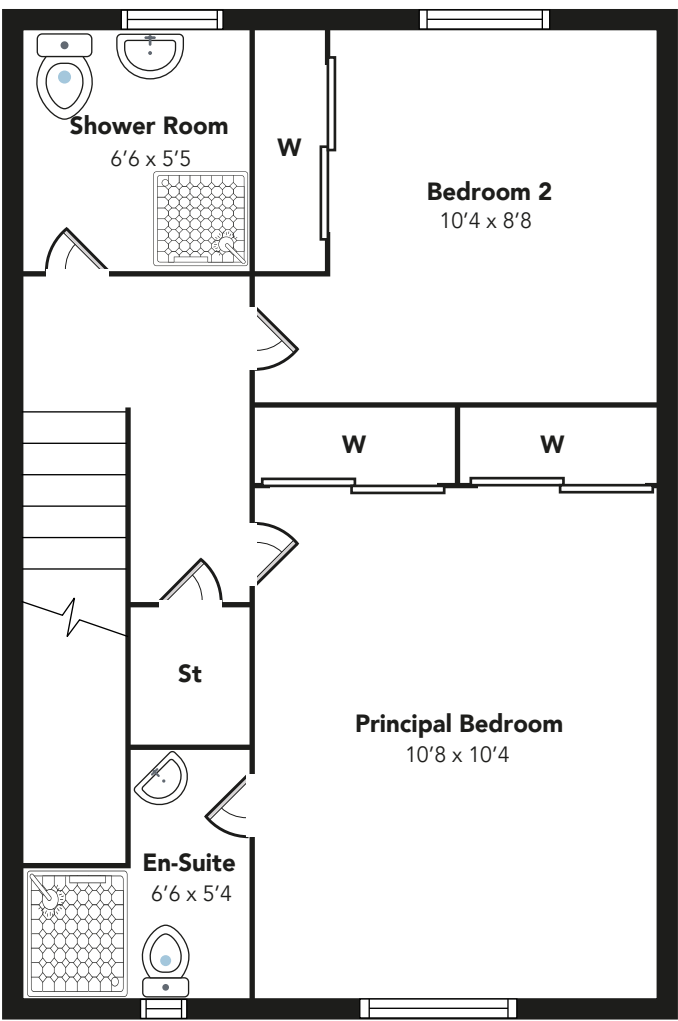 Shower Room
6’6 x 5’5
W
Bedroom 2
10’4 x 8’8
W
W
St
Principal Bedroom
10’8 x 10’4
En-Suite
6’6 x 5’4